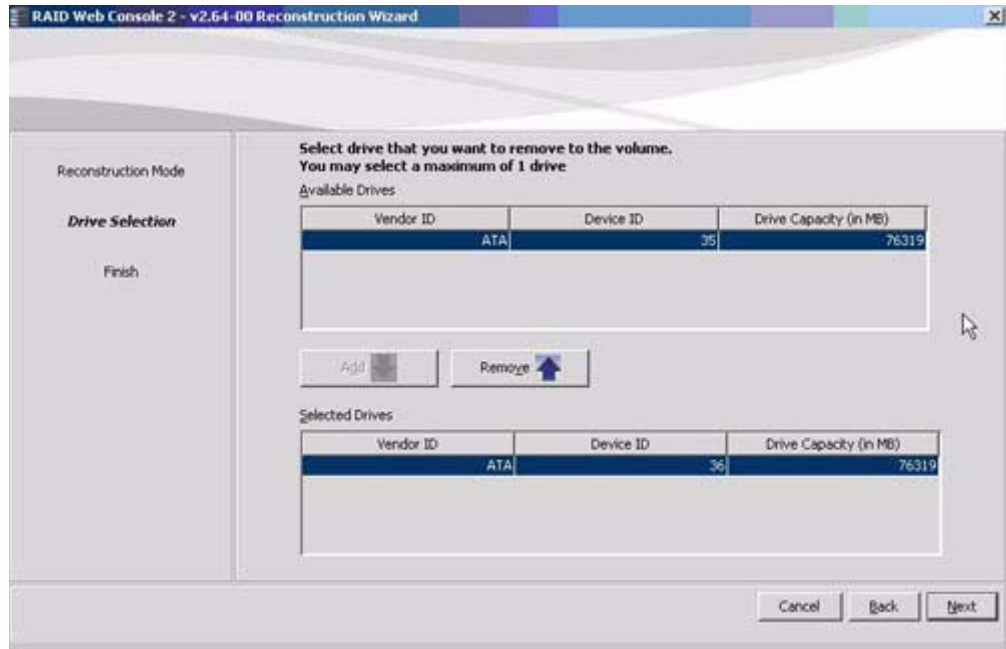 RAID Web Console 2 - v2.64-00 Reconstruction Wizard
Reconstruction Mode
Drive Selection
Finish
Select drive that you want to remove to the volume.
You may select a maximum of 1 drive
Available Drives
Vendor ID Device ID Drive Capacity (in MB)
ATA 35 76319
Add Remove
Selected Drives
Vendor ID Device ID Drive Capacity (in MB)
ATA 36 76319
Cancel Back Next